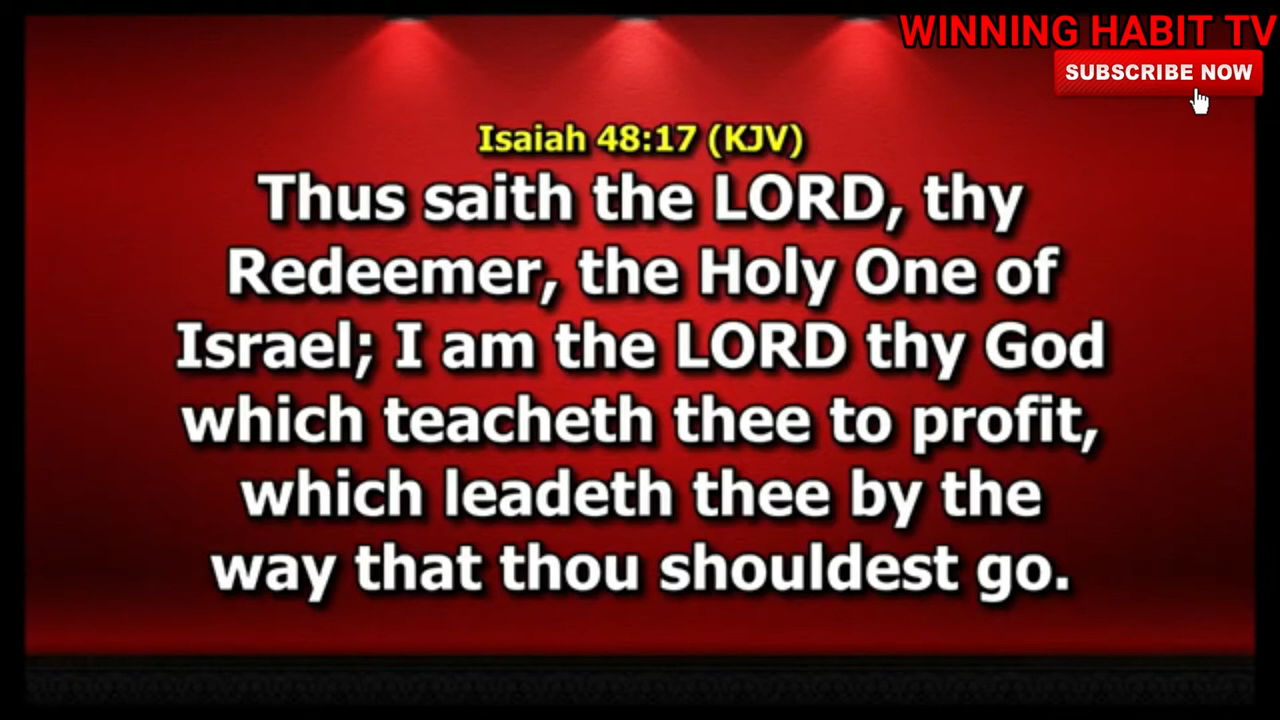 WINNING HABIT TV
SUBSCRIBE NOW
Isaiah 48:17 (KJV)
Thus saith the LORD, thy
Redeemer, the Holy One of
Israel; I am the LORD thy God
which teacheth thee to profit,
which leadeth thee by the
way that thou shouldest go.